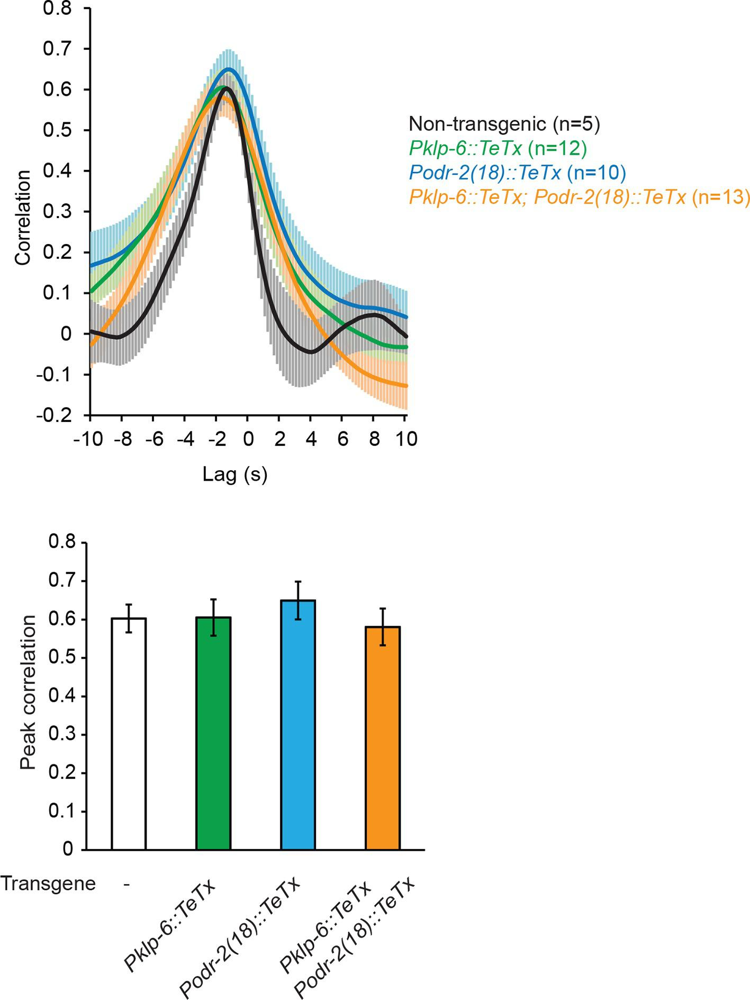 0.8
0.7
0.6
0.5
0.4
0.3
0.2
0.1
0
-0.1
-0.2
Correlation
-10 -8 -6 -4 -2 0 2 4 6 8 10
Lag (s)
Non-transgenic (n=5)
Pklp-6::TeTx (n=12)
Podr-2(18)::TeTx (n=10)
Pklp-6::TeTx; Podr-2(18)::TeTx (n=13)
0.8
0.7
0.6
0.5
0.4
0.3
0.2
0.1
0
Peak correlation
Transgene -
Pklp-6::TeTx
Podr-2(18)::TeTx
Pklp-6::TeTx
Podr-2(18)::TeTx